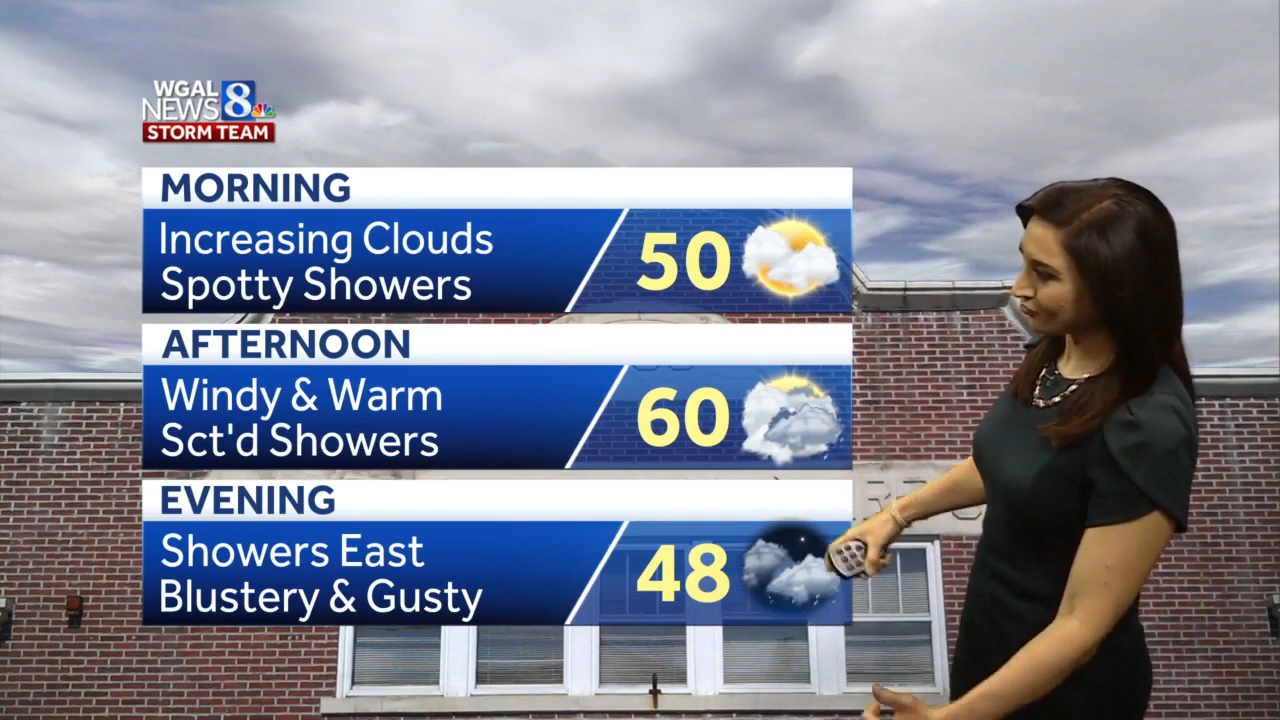 WGAL
NEWS 8
STORM TEAM
MORNING
Increasing Clouds
Spotty Showers
50
AFTERNOON
Windy & Warm
Sct'd Showers
60
EVENING
Showers East
Blustery & Gusty
48